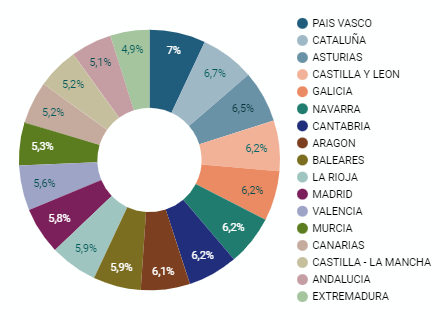 PAIS VASCO
CATALUÑA
ASTURIAS
CASTILLA Y LEON
GALICIA
NAVARRA
CANTABRIA
ARAGON
BALEARES
LA RIOJA
MADRID
VALENCIA
MURCIA
CANARIAS
CASTILLA - LA MANCHA
ANDALUCIA
EXTREMADURA
7%
6,7%
6,5%
6,2%
6,2%
6,2%
6,2%
6,1%
5,9%
5,9%
5,8%
5,6%
5,3%
5,2%
5,2%
5,1%
4,9%